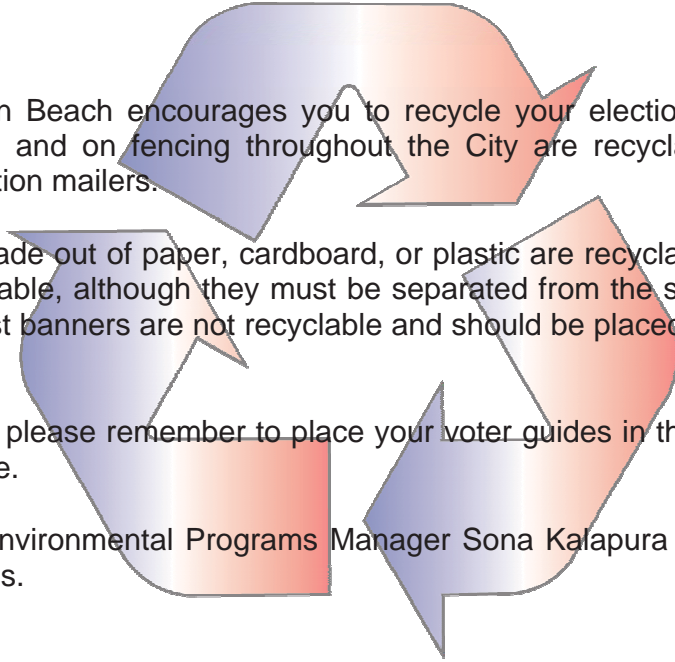 n Beach encourages you to recycle your electio
and on fencing throughout the City are recycla
tion mailers.
ade out of paper, cardboard, or plastic are recycla
able, although they must be separated from the s
st banners are not recyclable and should be placed
please remember to place your voter guides in th
e.
nvironmental Programs Manager Sona Kalapura
s.